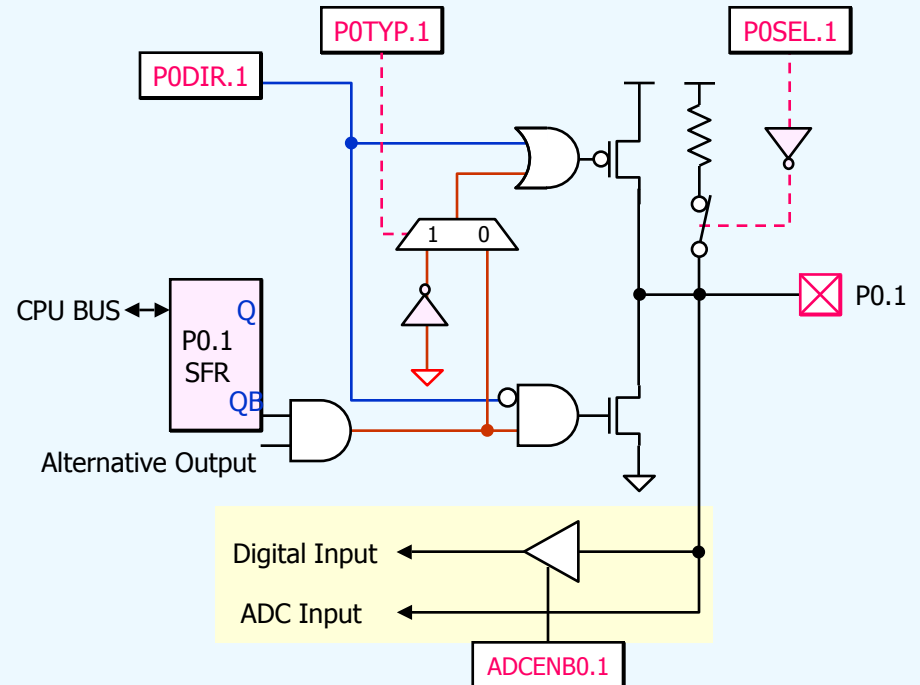 P0TYP.1
P0SEL.1
P0DIR.1
1 0
CPU BUS
Q
P0.1
SFR
QB
P0.1
Alternative Output
Digital Input
ADC Input
ADCENB0.1